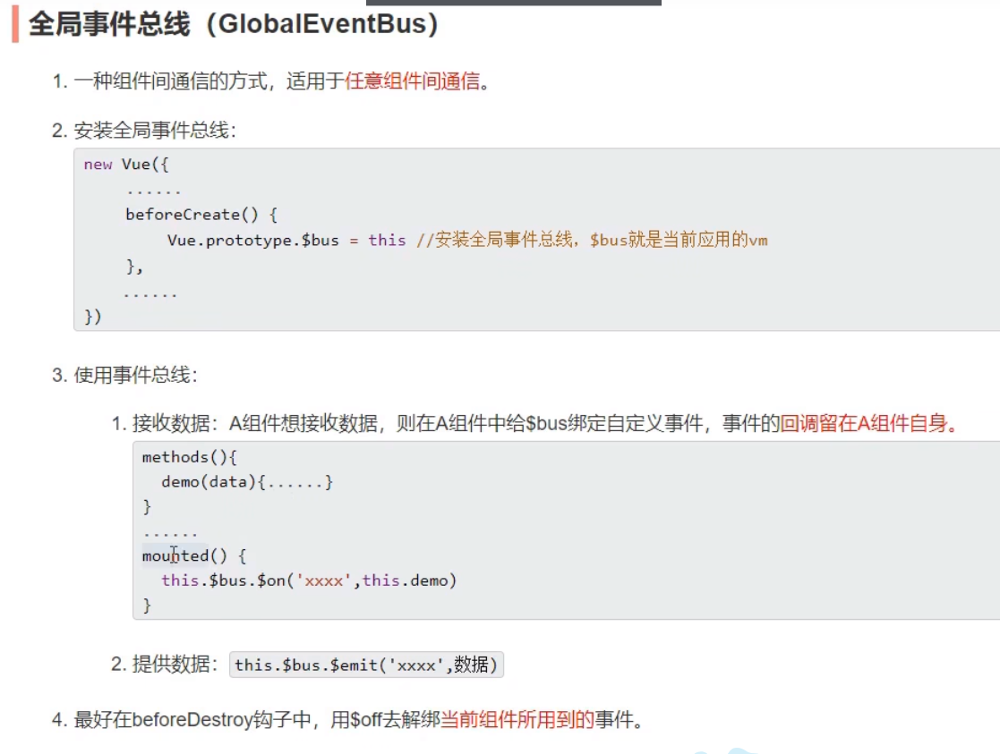 全局事件总线（GlobalEventBus）
1. 一种组件间通信的方式，适用于任意组件间通信。
2. 安装全局事件总线：
new Vue({
......
beforeCreate() {
Vue.prototype.$bus = this //安装全局事件总线，$bus就是当前应用的vm
},
......
})
3. 使用事件总线：
1. 接收数据：A组件想接收数据，则在A组件中给$bus绑定自定义事件，事件的回调留在A组件自身。
methods(){
demo(data){......}
}
......
mounted() {
this.$bus.$on('xxxx',this.demo)
}
2. 提供数据：this.$bus.$emit('xxxx',数据)
4. 最好在beforeDestroy钩子中，用$off去解绑当前组件所用到的事件。